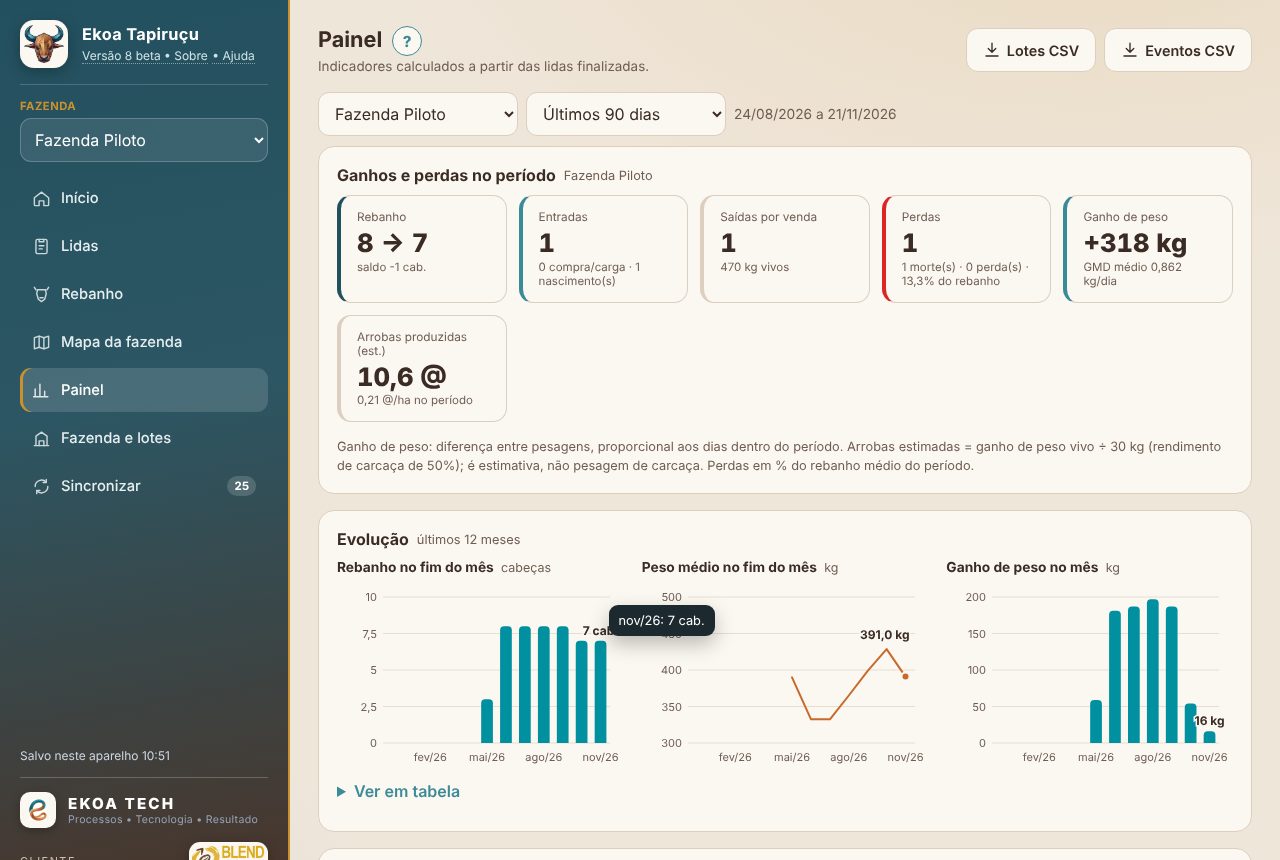 Ekoa Tapiruçu
Versão 8 beta • Sobre • Ajuda
FAZENDA
Fazenda Piloto
Início
Lidas
Rebanho
Mapa da fazenda
Painel
Fazenda e lotes
Sincronizar 25
Salvo neste aparelho 10:51
EKOA TECH
Processos • Tecnologia • Resultado
CLIENTE
BLEND
Painel ?
Indicadores calculados a partir das lidas finalizadas.
Lotes CSV
Eventos CSV
Fazenda Piloto
Últimos 90 dias
24/08/2026 a 21/11/2026
Ganhos e perdas no período Fazenda Piloto
Rebanho
8 → 7
saldo -1 cab.
Entradas
1
0 compra/carga · 1
nascimento(s)
Saídas por venda
1
470 kg vivos
Perdas
1
1 morte(s) · 0 perda(s) ·
13,3% do rebanho
Ganho de peso
+318 kg
GMD médio 0,862
kg/dia
Arrobas produzidas
(est.)
10,6 @
0,21 @/ha no período
Ganho de peso: diferença entre pesagens, proporcional aos dias dentro do período. Arrobas estimadas = ganho de peso vivo ÷ 30 kg (rendimento
de carcaça de 50%); é estimativa, não pesagem de carcaça. Perdas em % do rebanho médio do período.
Evolução últimos 12 meses
Rebanho no fim do mês cabeças
10
7,5
5
2,5
0
7 cab.
nov/26: 7 cab.
fev/26 mai/26 ago/26 nov/26
Peso médio no fim do mês kg
500
450
400
350
300
391,0 kg
fev/26 mai/26 ago/26 nov/26
Ganho de peso no mês kg
200
150
100
50
0
16 kg
fev/26 mai/26 ago/26 nov/26
Ver em tabela